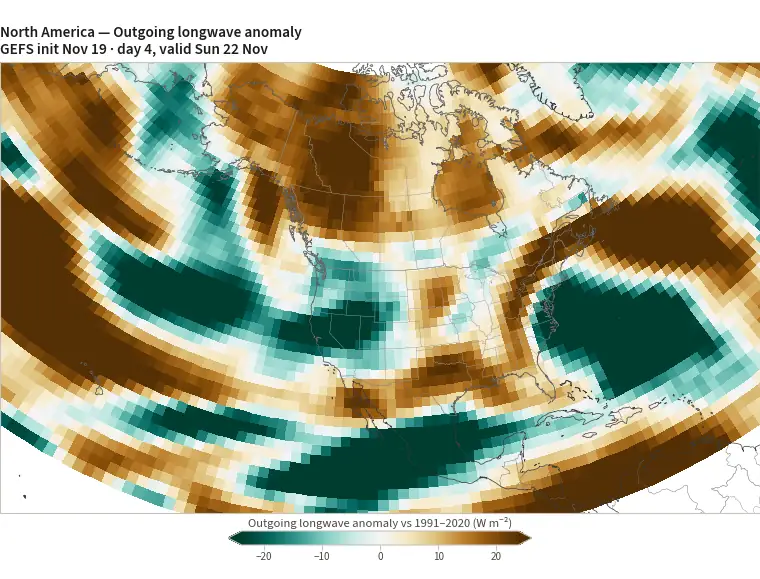 North America — Outgoing longwave anomaly
GEFS init Nov 19 · day 4, valid Sun 22 Nov
Outgoing longwave anomaly vs 1991–2020 (W m⁻²)
−20 −10 0 10 20